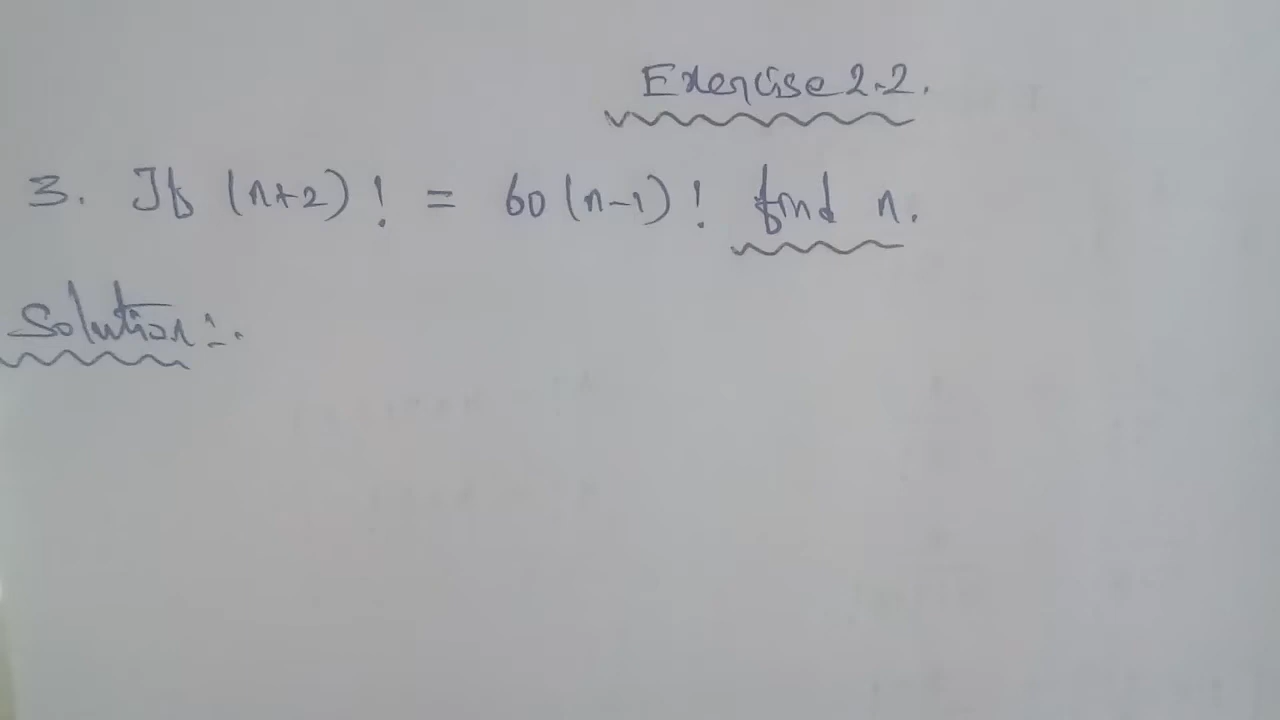 Exercise 2.2.
3. If (n+2)! = 60(n-1)! find n.
Solution:-